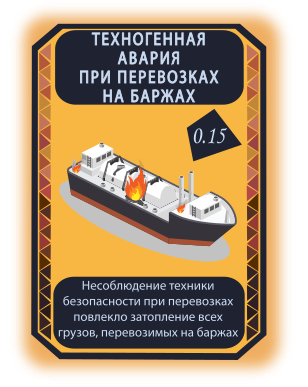 ТЕХНОГЕННАЯ
АВАРИЯ
ПРИ ПЕРЕВОЗКАХ
НА БАРЖАХ
0.15
Несоблюдение техники
безопасности при перевозках
повлекло затопление всех
грузов, перевозимых на баржах